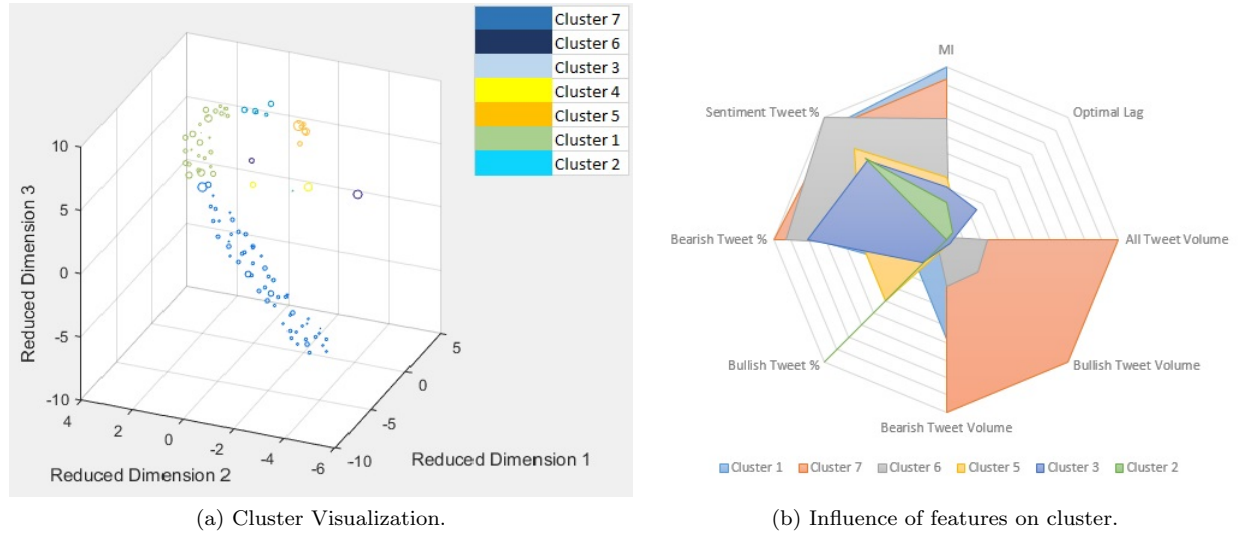 Cluster 7
Cluster 6
Cluster 3
Cluster 4
Cluster 5
Cluster 1
Cluster 2
10
5
0
-5
-10
Reduced Dimension 3
4
2
0
-2
-4
-6
Reduced Dimension 2
-10
-5
0
5
Reduced Dimension 1
(a) Cluster Visualization.
MI
Sentiment Tweet %
Optimal Lag
Bearish Tweet %
All Tweet Volume
Bullish Tweet %
Bullish Tweet Volume
Bearish Tweet Volume
Cluster 1 Cluster 7 Cluster 6 Cluster 5 Cluster 3 Cluster 2
(b) Influence of features on cluster.